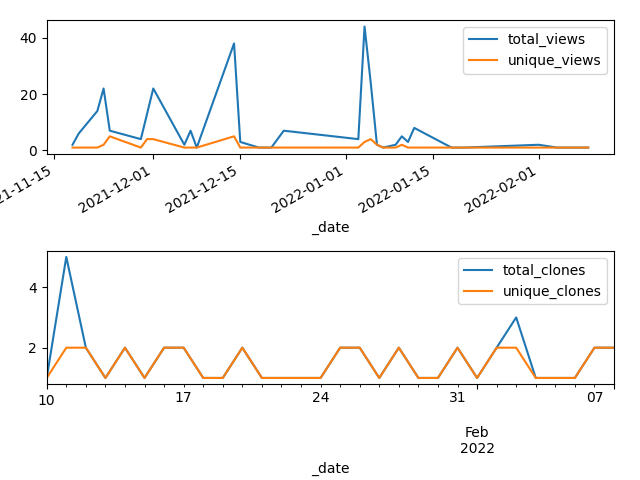 total_views
unique_views
40
20
0
21-11-15
2021-12-01
2021-12-15
2022-01-01
2022-01-15
2022-02-01
_date
total_clones
unique_clones
4
2
10
17
24
31
07
Feb
2022
_date